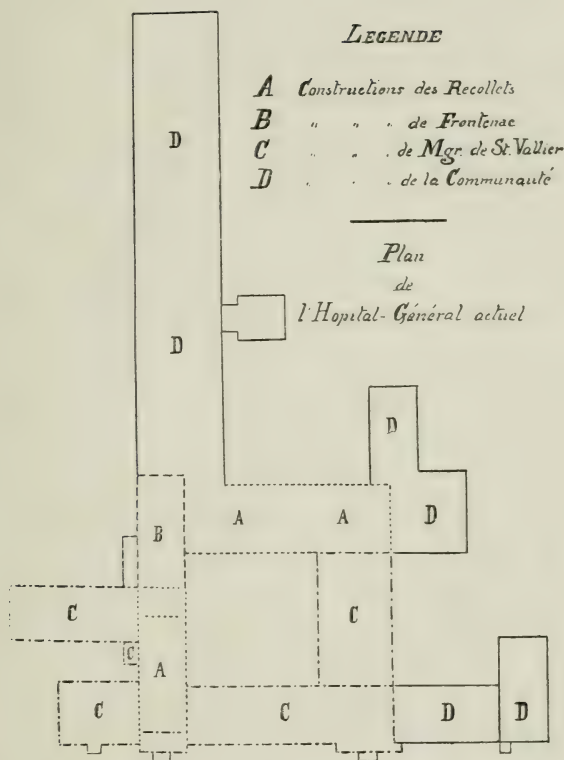 LEGENDE
A Constructions des Recollets
B " " " de Frontenac
C " " " de Mgr. de St. Vallier
D " " " de la Communauté
Plan
de
l'Hopital-Général actuel
D
D
D
A A D
B
C C
C
A
C C D D